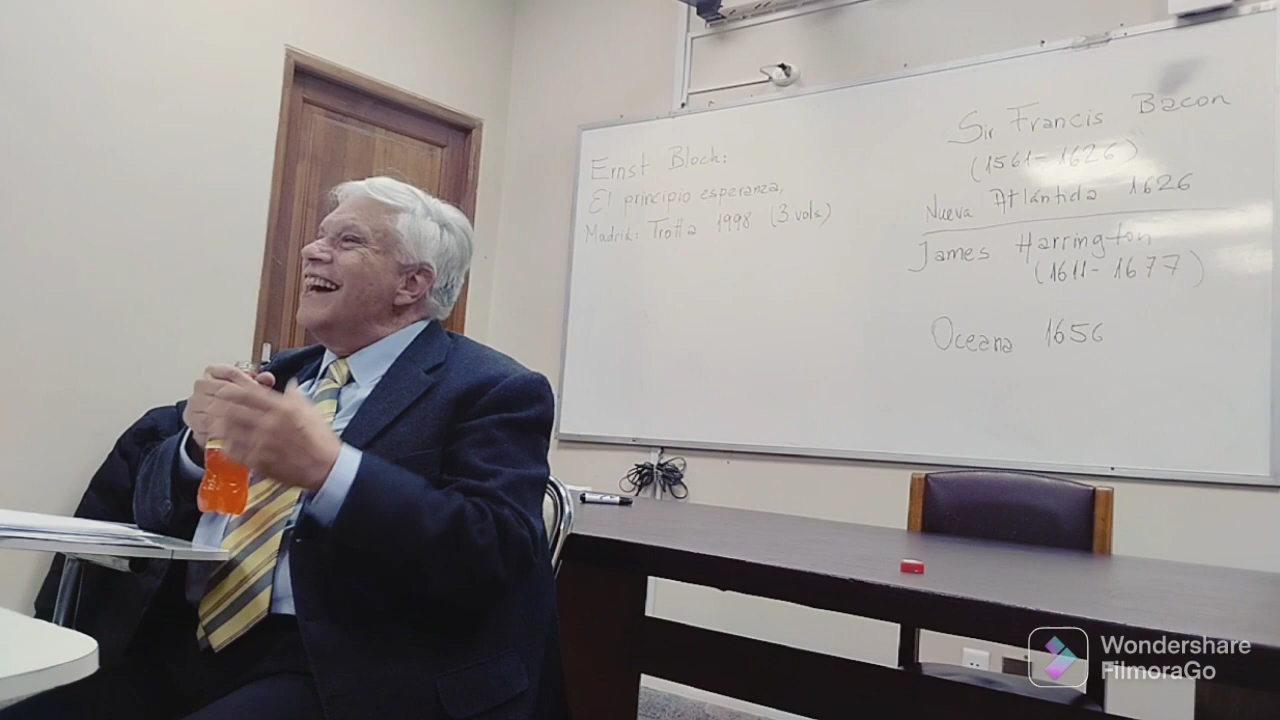 Ernst Bloch:
El principio esperanza,
Madrid: Trotta 1998 (3 vols)
Sir Francis Bacon
(1561-1626)
Nueva Atlántida 1626
James Harrington
(1611-1677)
Oceana 1656
Wondershare
FilmoraGo